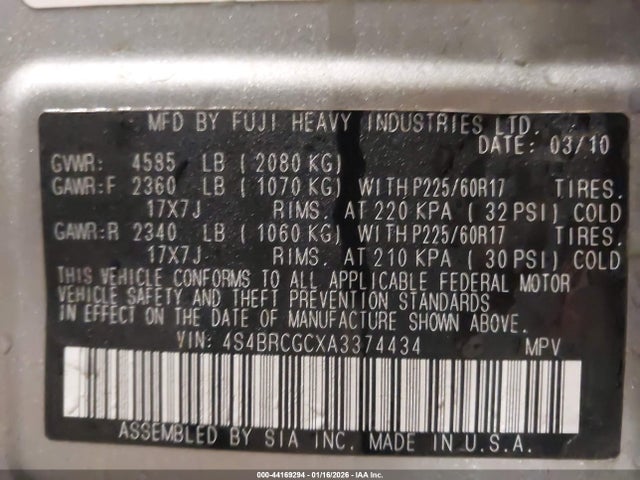 MFD BY FUJI HEAVY INDUSTRIES LTD.
DATE: 03/10
GVWR: 4585 LB ( 2080 KG)
GAWR:F 2360 LB ( 1070 KG) WITH P225/60R17 TIRES.
17X7J RIMS. AT 220 KPA ( 32 PSI) COLD
GAWR:R 2340 LB ( 1060 KG) WITH P225/60R17 TIRES.
17X7J RIMS. AT 210 KPA ( 30 PSI) COLD
THIS VEHICLE CONFORMS TO ALL APPLICABLE FEDERAL MOTOR
VEHICLE SAFETY AND THEFT PREVENTION STANDARDS
IN EFFECT ON THE DATE OF MANUFACTURE SHOWN ABOVE.
VIN: 4S4BRCGCXA3374434 MPV
ASSEMBLED BY SIA INC. MADE IN U.S.A.
000-44169294 - 01/16/2026 - IAA Inc.